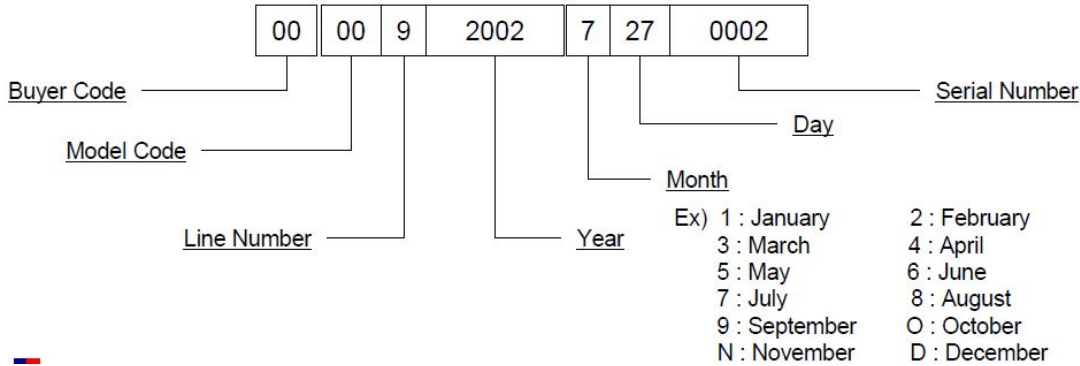 00 00 9 2002 7 27 0002
Buyer Code
Serial Number
Day
Model Code
Month
Ex) 1 : January 2 : February
Line Number
Year
3 : March 4 : April
5 : May 6 : June
7 : July 8 : August
9 : September O : October
N : November D : December